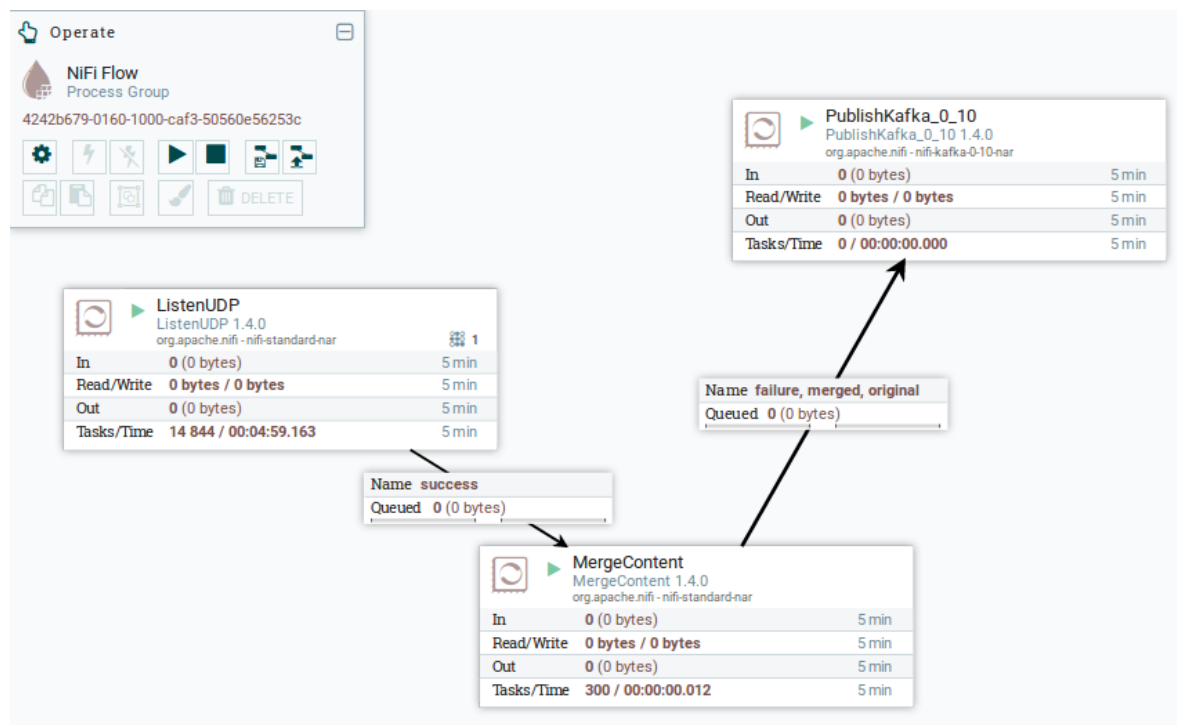 Operate
NiFi Flow
Process Group
4242b679-0160-1000-caf3-50560e56253c
DELETE
PublishKafka_0_10
PublishKafka_0_10 1.4.0
org.apache.nifi - nifi-kafka-0-10-nar
In 0 (0 bytes) 5 min
Read/Write 0 bytes / 0 bytes 5 min
Out 0 (0 bytes) 5 min
Tasks/Time 0 / 00:00:00.000 5 min
ListenUDP
ListenUDP 1.4.0
org.apache.nifi - nifi-standard-nar 1
In 0 (0 bytes) 5 min
Read/Write 0 bytes / 0 bytes 5 min
Out 0 (0 bytes) 5 min
Tasks/Time 14 844 / 00:04:59.163 5 min
Name failure, merged, original
Queued 0 (0 bytes)
Name success
Queued 0 (0 bytes)
MergeContent
MergeContent 1.4.0
org.apache.nifi - nifi-standard-nar
In 0 (0 bytes) 5 min
Read/Write 0 bytes / 0 bytes 5 min
Out 0 (0 bytes) 5 min
Tasks/Time 300 / 00:00:00.012 5 min